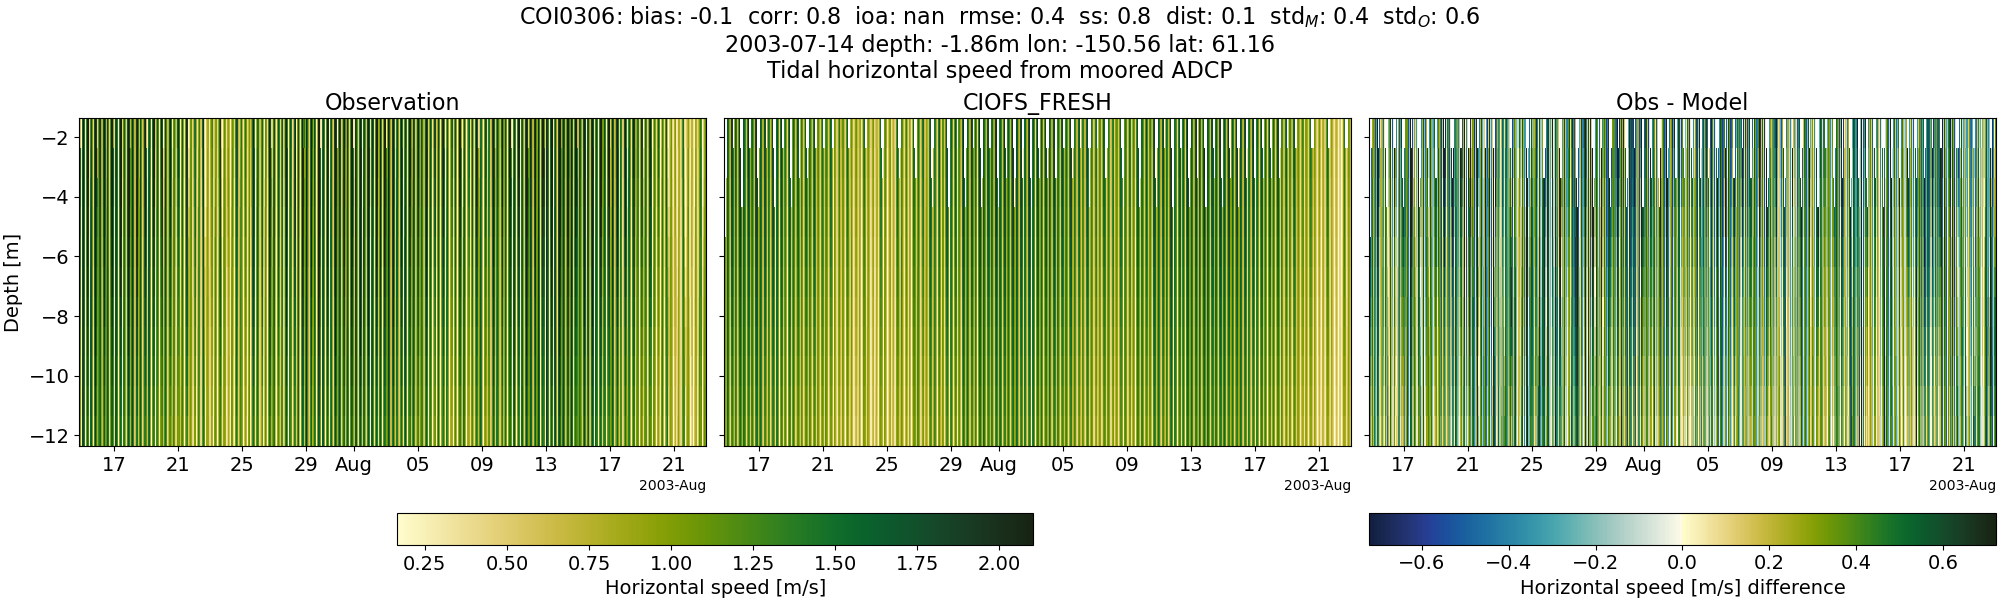 COI0306: bias: -0.1 corr: 0.8 ioa: nan rmse: 0.4 ss: 0.8 dist: 0.1 std_M: 0.4 std_O: 0.6
2003-07-14 depth: -1.86m lon: -150.56 lat: 61.16
Tidal horizontal speed from moored ADCP
Observation CIOFS_FRESH Obs - Model
Depth [m]
−2
−4
−6
−8
−10
−12
17 21 25 29 Aug 05 09 13 17 21
2003-Aug
17 21 25 29 Aug 05 09 13 17 21
2003-Aug
17 21 25 29 Aug 05 09 13 17 21
2003-Aug
0.25 0.50 0.75 1.00 1.25 1.50 1.75 2.00
Horizontal speed [m/s]
−0.6 −0.4 −0.2 0.0 0.2 0.4 0.6
Horizontal speed [m/s] difference